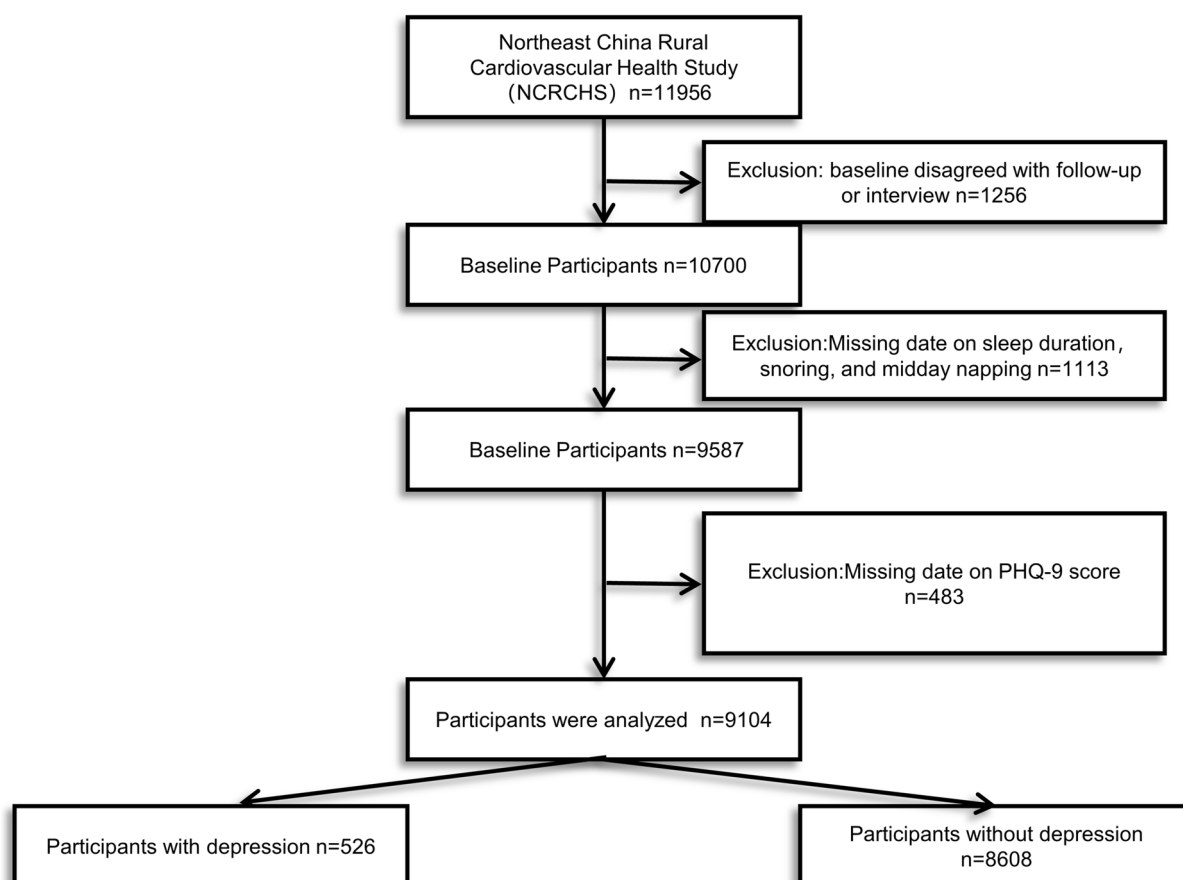 Northeast China Rural
Cardiovascular Health Study
（NCRCHS） n=11956
Exclusion: baseline disagreed with follow-up
or interview n=1256
Baseline Participants n=10700
Exclusion:Missing date on sleep duration，
snoring, and midday napping n=1113
Baseline Participants n=9587
Exclusion:Missing date on PHQ-9 score
n=483
Participants were analyzed n=9104
Participants with depression n=526
Participants without depression
n=8608